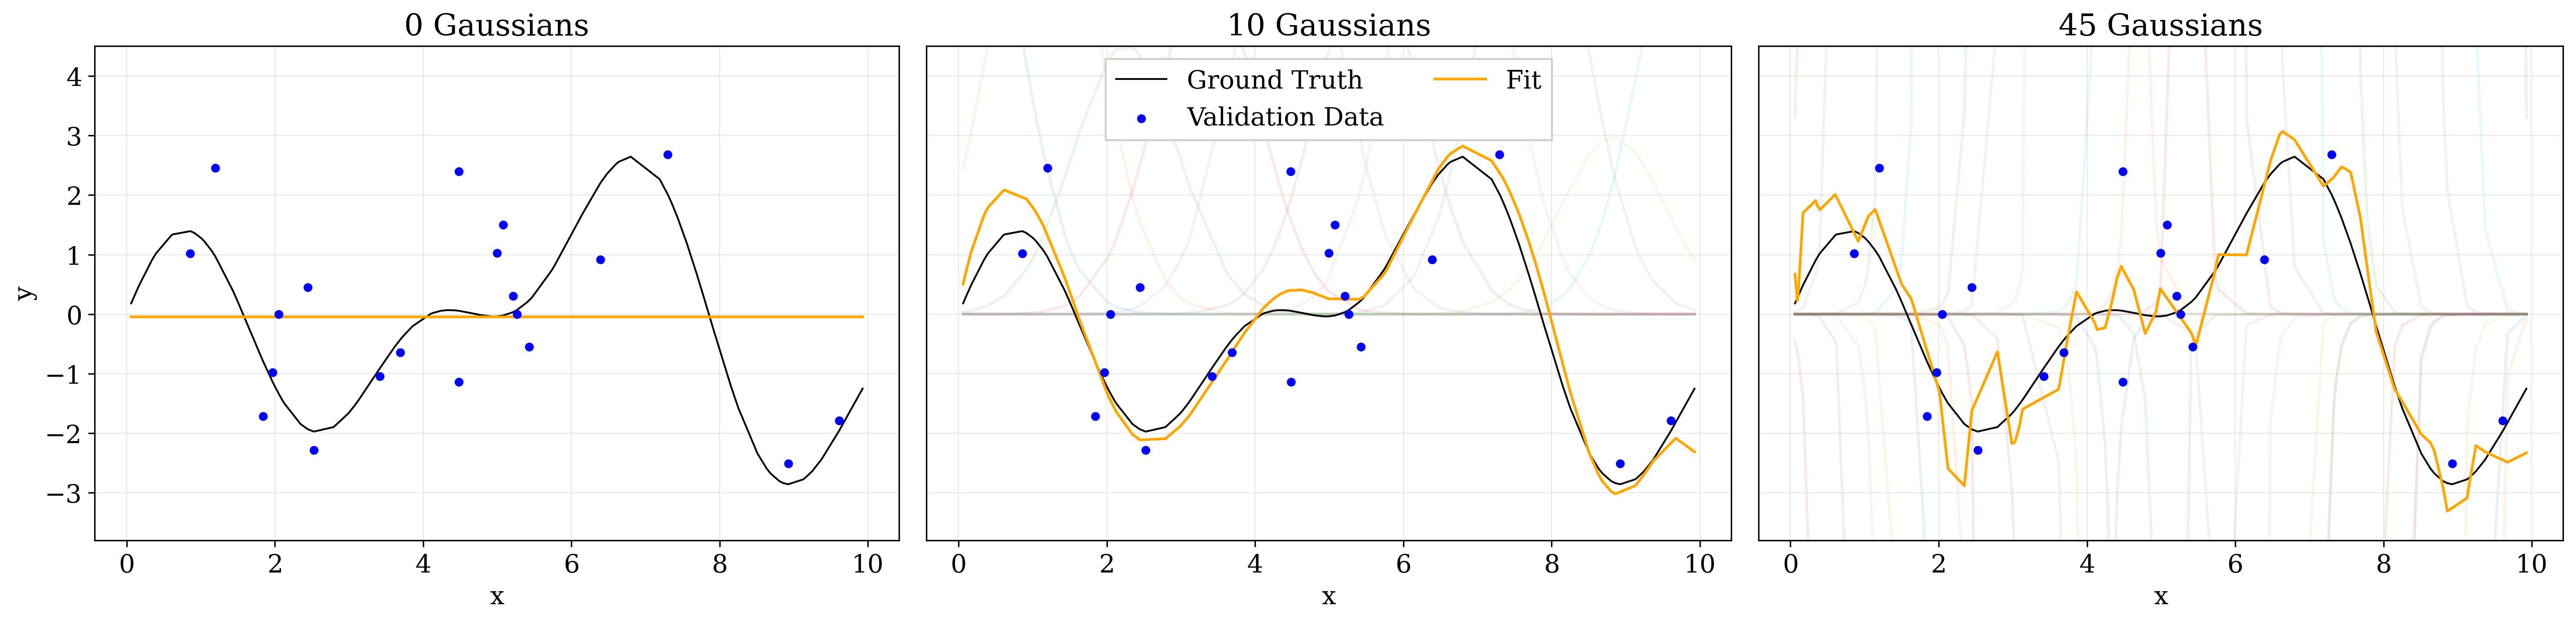 0 Gaussians
10 Gaussians
45 Gaussians
4
3
2
1
0
−1
−2
−3
y
0 2 4 6 8 10
x
Ground Truth
Validation Data
Fit
0 2 4 6 8 10
x
0 2 4 6 8 10
x